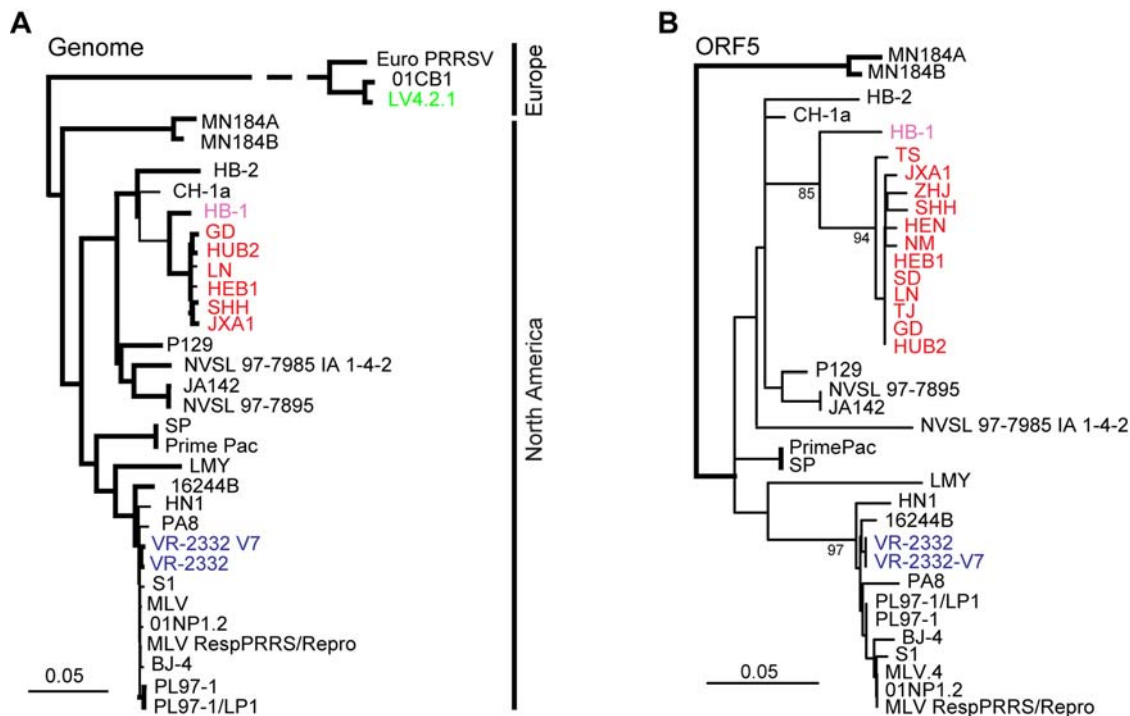 A
Genome
Euro PRRSV
01CB1
LV4.2.1
Europe
MN184A
MN184B
HB-2
CH-1a
HB-1
GD
HUB2
LN
HEB1
SHH
JXA1
P129
NVSL 97-7985 IA 1-4-2
JA142
NVSL 97-7895
SP
Prime Pac
LMY
16244B
HN1
PA8
VR-2332 V7
VR-2332
S1
MLV
01NP1.2
MLV RespPRRS/Repro
BJ-4
PL97-1
PL97-1/LP1
0.05
North America
B
ORF5
MN184A
MN184B
HB-2
CH-1a
HB-1
85
TS
JXA1
ZHJ
SHH
HEN
94
NM
HEB1
SD
LN
TJ
GD
HUB2
P129
NVSL 97-7895
JA142
NVSL 97-7985 IA 1-4-2
PrimePac
SP
LMY
HN1
16244B
97
VR-2332
VR-2332-V7
PA8
PL97-1/LP1
PL97-1
BJ-4
S1
MLV.4
01NP1.2
MLV RespPRRS/Repro
0.05